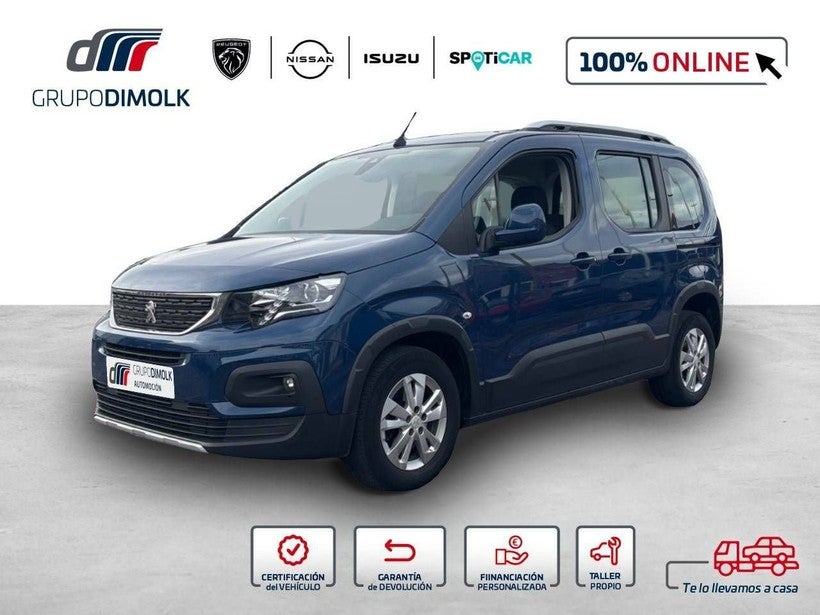 GRUPODIMOLK
PEUGEOT
NISSAN
ISUZU
SPOTiCAR
100% ONLINE
GRUPODIMOLK
AUTOMOCIÓN
CERTIFICACIÓN
del VEHÍCULO
GARANTÍA
de DEVOLUCIÓN
€
FIINANCIACIÓN
PERSONALIZADA
TALLER
PROPIO
Te lo llevamos a casa